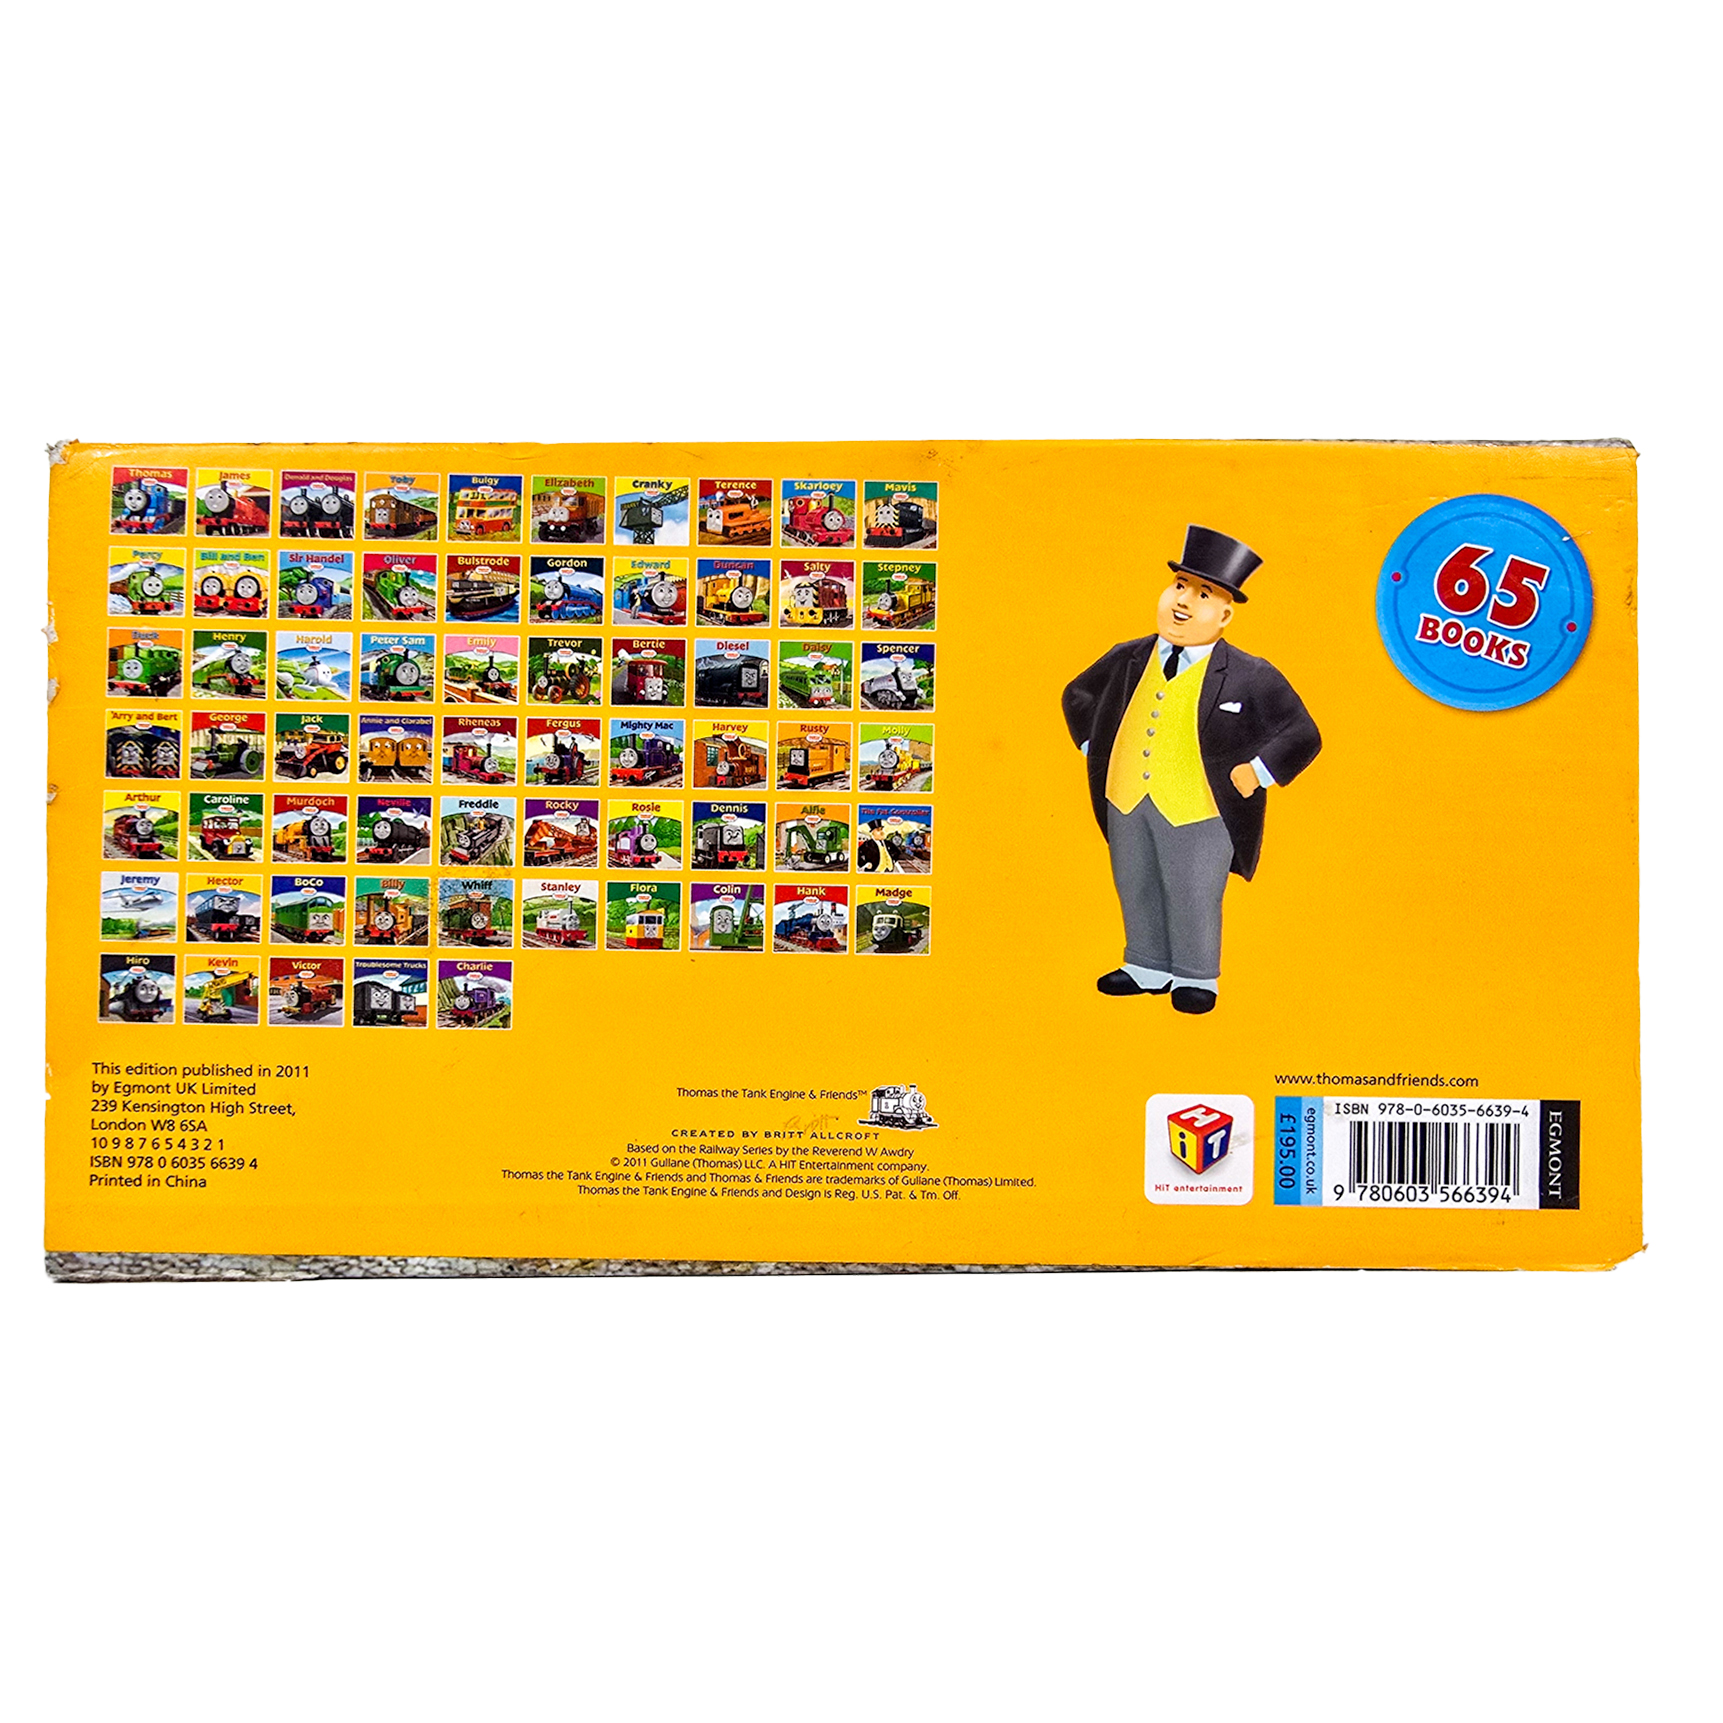 Thomas James Donald and Douglas Toby Bulgy Elizabeth Cranky Terence Skarloey Mavis
Percy Bill and Ben Sir Handel Oliver Bulstrode Gordon Edward Duncan Salty Stepney
Duck Henry Harold Peter Sam Emily Trevor Bertie Diesel Daisy Spencer
Arry and Bert George Jack Annie and Clarabel Rheneas Fergus Mighty Mac Harvey Rusty Molly
Arthur Caroline Murdoch Neville Freddie Rocky Rosie Dennis Alfie The Fat Controller
Jeremy Hector BoCo Billy Whiff Stanley Flora Colin Hank Madge
Hiro Kevin Victor Troublesome Trucks Charlie
65
BOOKS
This edition published in 2011
by Egmont UK Limited
239 Kensington High Street,
London W8 6SA
10 9 8 7 6 5 4 3 2 1
ISBN 978 0 6035 6639 4
Printed in China
Thomas the Tank Engine & Friends™
CREATED BY BRITT ALLCROFT
Based on the Railway Series by the Reverend W Awdry
© 2011 Gullane (Thomas) LLC. A HIT Entertainment company.
Thomas the Tank Engine & Friends and Thomas & Friends are trademarks of Gullane (Thomas) Limited.
Thomas the Tank Engine & Friends and Design is Reg. U.S. Pat. & Tm. Off.
HiT
HiT entertainment
www.thomasandfriends.com
£195.00
egmont.co.uk
ISBN 978-0-6035-6639-4
9 780603 566394
EGMONT